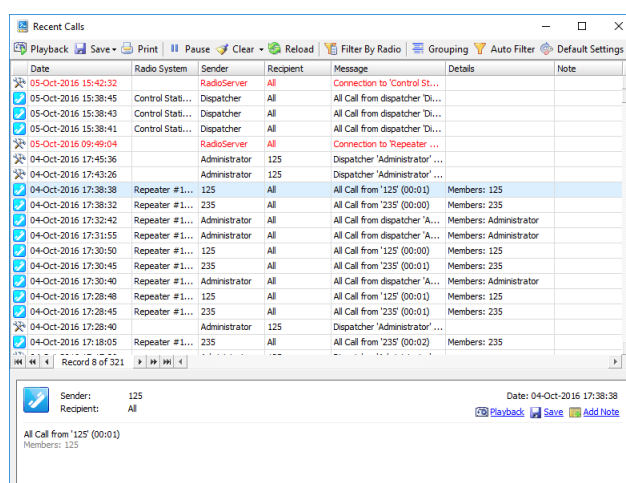 Recent Calls
Playback Save Print Pause Clear Reload Filter By Radio Grouping Auto Filter Default Settings
Date Radio System Sender Recipient Message Details Note
05-Oct-2016 15:42:32 RadioServer All Connection to 'Control St...
05-Oct-2016 15:38:45 Control Stati... Dispatcher All All Call from dispatcher 'Di...
05-Oct-2016 15:38:43 Control Stati... Dispatcher All All Call from dispatcher 'Di...
05-Oct-2016 15:38:41 Control Stati... Dispatcher All All Call from dispatcher 'Di...
05-Oct-2016 09:49:04 RadioServer All Connection to 'Repeater ...
04-Oct-2016 17:45:36 Administrator 125 Dispatcher 'Administrator' ...
04-Oct-2016 17:43:26 Administrator 125 Dispatcher 'Administrator' ...
04-Oct-2016 17:38:38 Repeater #1... 125 All All Call from '125' (00:01) Members: 125
04-Oct-2016 17:38:32 Repeater #1... 235 All All Call from '235' (00:00) Members: 235
04-Oct-2016 17:32:42 Repeater #1... Administrator All All Call from dispatcher 'A... Members: Administrator
04-Oct-2016 17:31:55 Repeater #1... Administrator All All Call from dispatcher 'A... Members: Administrator
04-Oct-2016 17:30:50 Repeater #1... 125 All All Call from '125' (00:00) Members: 125
04-Oct-2016 17:30:45 Repeater #1... 235 All All Call from '235' (00:01) Members: 235
04-Oct-2016 17:30:40 Repeater #1... Administrator All All Call from dispatcher 'A... Members: Administrator
04-Oct-2016 17:28:48 Repeater #1... 125 All All Call from '125' (00:01) Members: 125
04-Oct-2016 17:28:45 Repeater #1... 235 All All Call from '235' (00:01) Members: 235
04-Oct-2016 17:28:40 Administrator 125 Dispatcher 'Administrator' ...
04-Oct-2016 17:18:05 Repeater #1... 235 All All Call from '235' (00:02) Members: 235
Record 8 of 321
Sender: 125 Date: 04-Oct-2016 17:38:38
Recipient: All Playback Save Add Note
All Call from '125' (00:01)
Members: 125